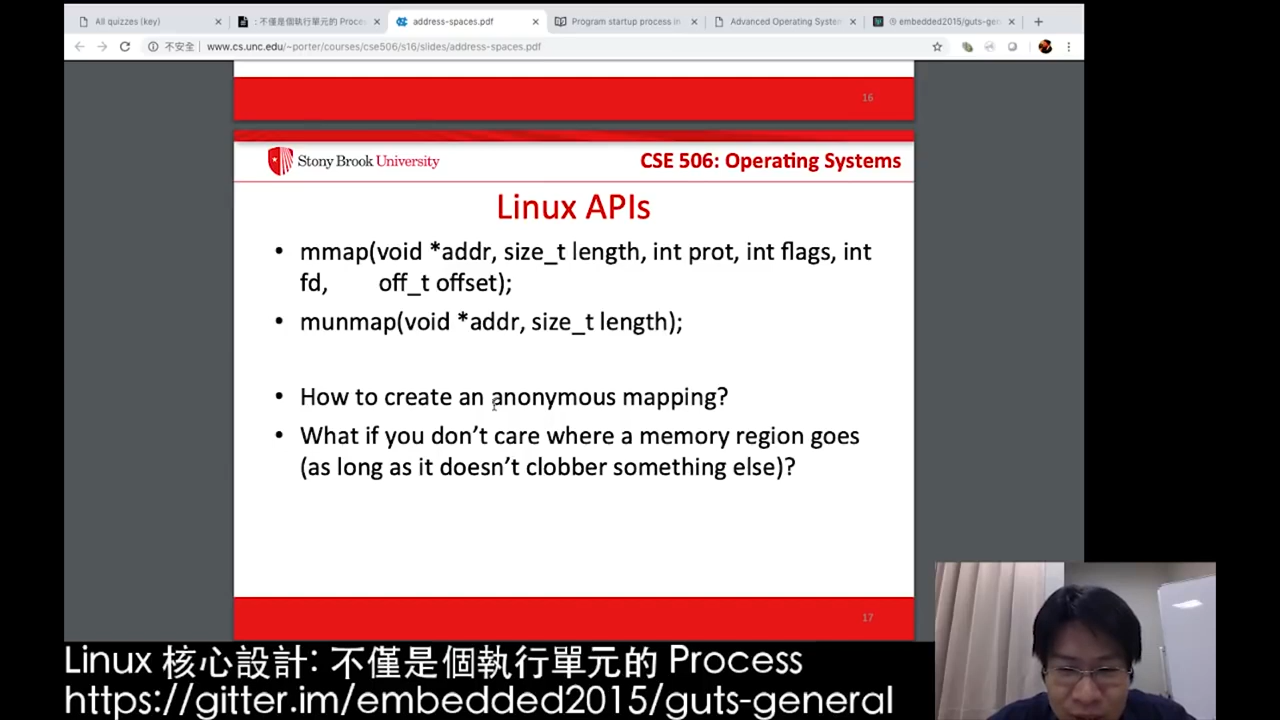 All quizzes (key)
: 不僅是個執行單元的 Proce
address-spaces.pdf
Program startup process in
Advanced Operating System
embedded2015/guts-gen
不安全
www.cs.unc.edu/~porter/courses/cse506/s16/slides/address-spaces.pdf
16
Stony Brook University
CSE 506: Operating Systems
Linux APIs
• mmap(void *addr, size_t length, int prot, int flags, int
fd, off_t offset);
• munmap(void *addr, size_t length);
• How to create an anonymous mapping?
• What if you don’t care where a memory region goes
(as long as it doesn’t clobber something else)?
17
Linux 核心設計: 不僅是個執行單元的 Process
https://gitter.im/embedded2015/guts-general